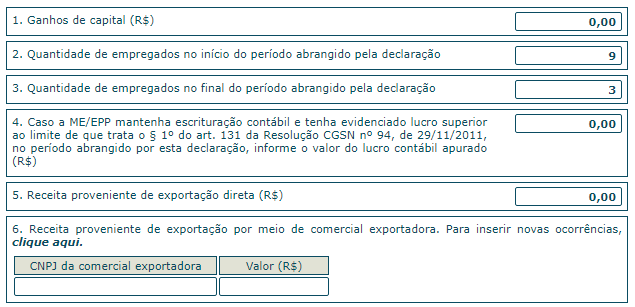 1. Ganhos de capital (R$)
0,00
2. Quantidade de empregados no início do período abrangido pela declaração
9
3. Quantidade de empregados no final do período abrangido pela declaração
3
4. Caso a ME/EPP mantenha escrituração contábil e tenha evidenciado lucro superior
0,00
ao limite de que trata o § 1º do art. 131 da Resolução CGSN nº 94, de 29/11/2011,
no período abrangido por esta declaração, informe o valor do lucro contábil apurado
(R$)
5. Receita proveniente de exportação direta (R$)
0,00
6. Receita proveniente de exportação por meio de comercial exportadora. Para inserir novas ocorrências,
clique aqui.
CNPJ da comercial exportadora Valor (R$)